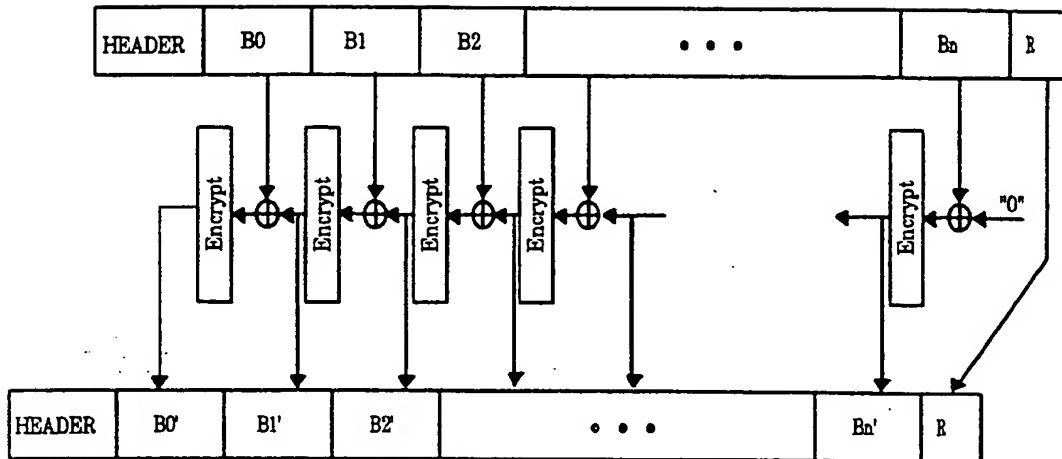 HEADER B0 B1 B2 • • • Bn R
Encrypt Encrypt Encrypt Encrypt Encrypt "0"
HEADER B0' B1' B2' • • • Bn' R